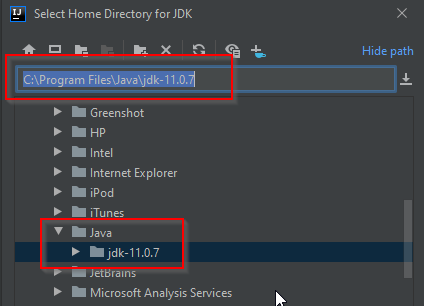 IJ Select Home Directory for JDK
Hide path
C:\Program Files\Java\jdk-11.0.7
Greenshot
HP
Intel
Internet Explorer
iPod
iTunes
Java
jdk-11.0.7
JetBrains
Microsoft Analysis Services